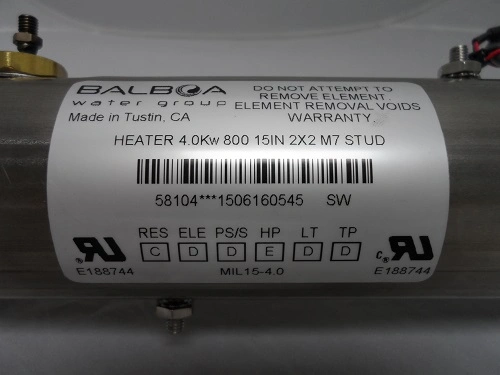 BALBOA
water group
Made in Tustin, CA
DO NOT ATTEMPT TO
REMOVE ELEMENT.
ELEMENT REMOVAL VOIDS
WARRANTY.
HEATER 4.0Kw 800 15IN 2X2 M7 STUD
58104***1506160545 SW
RES ELE PS/S HP LT TP
C D D E D D
E188744 MIL15-4.0 E188744